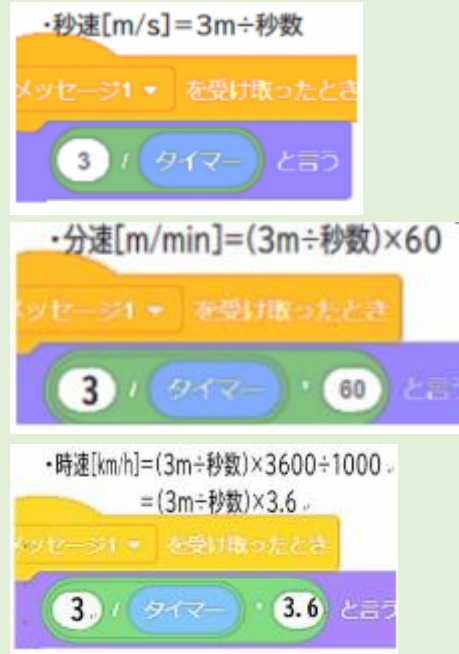 ・秒速[m/s]=3m÷秒数
メッセージ1 ▼ を受け取ったとき
3 / タイマー と言う
・分速[m/min]=(3m÷秒数)×60
メッセージ1 ▼ を受け取ったとき
3 / タイマー * 60 と言う
・時速[km/h]=(3m÷秒数)×3600÷1000
=(3m÷秒数)×3.6
メッセージ1 ▼ を受け取ったとき
3 / タイマー * 3.6 と言う